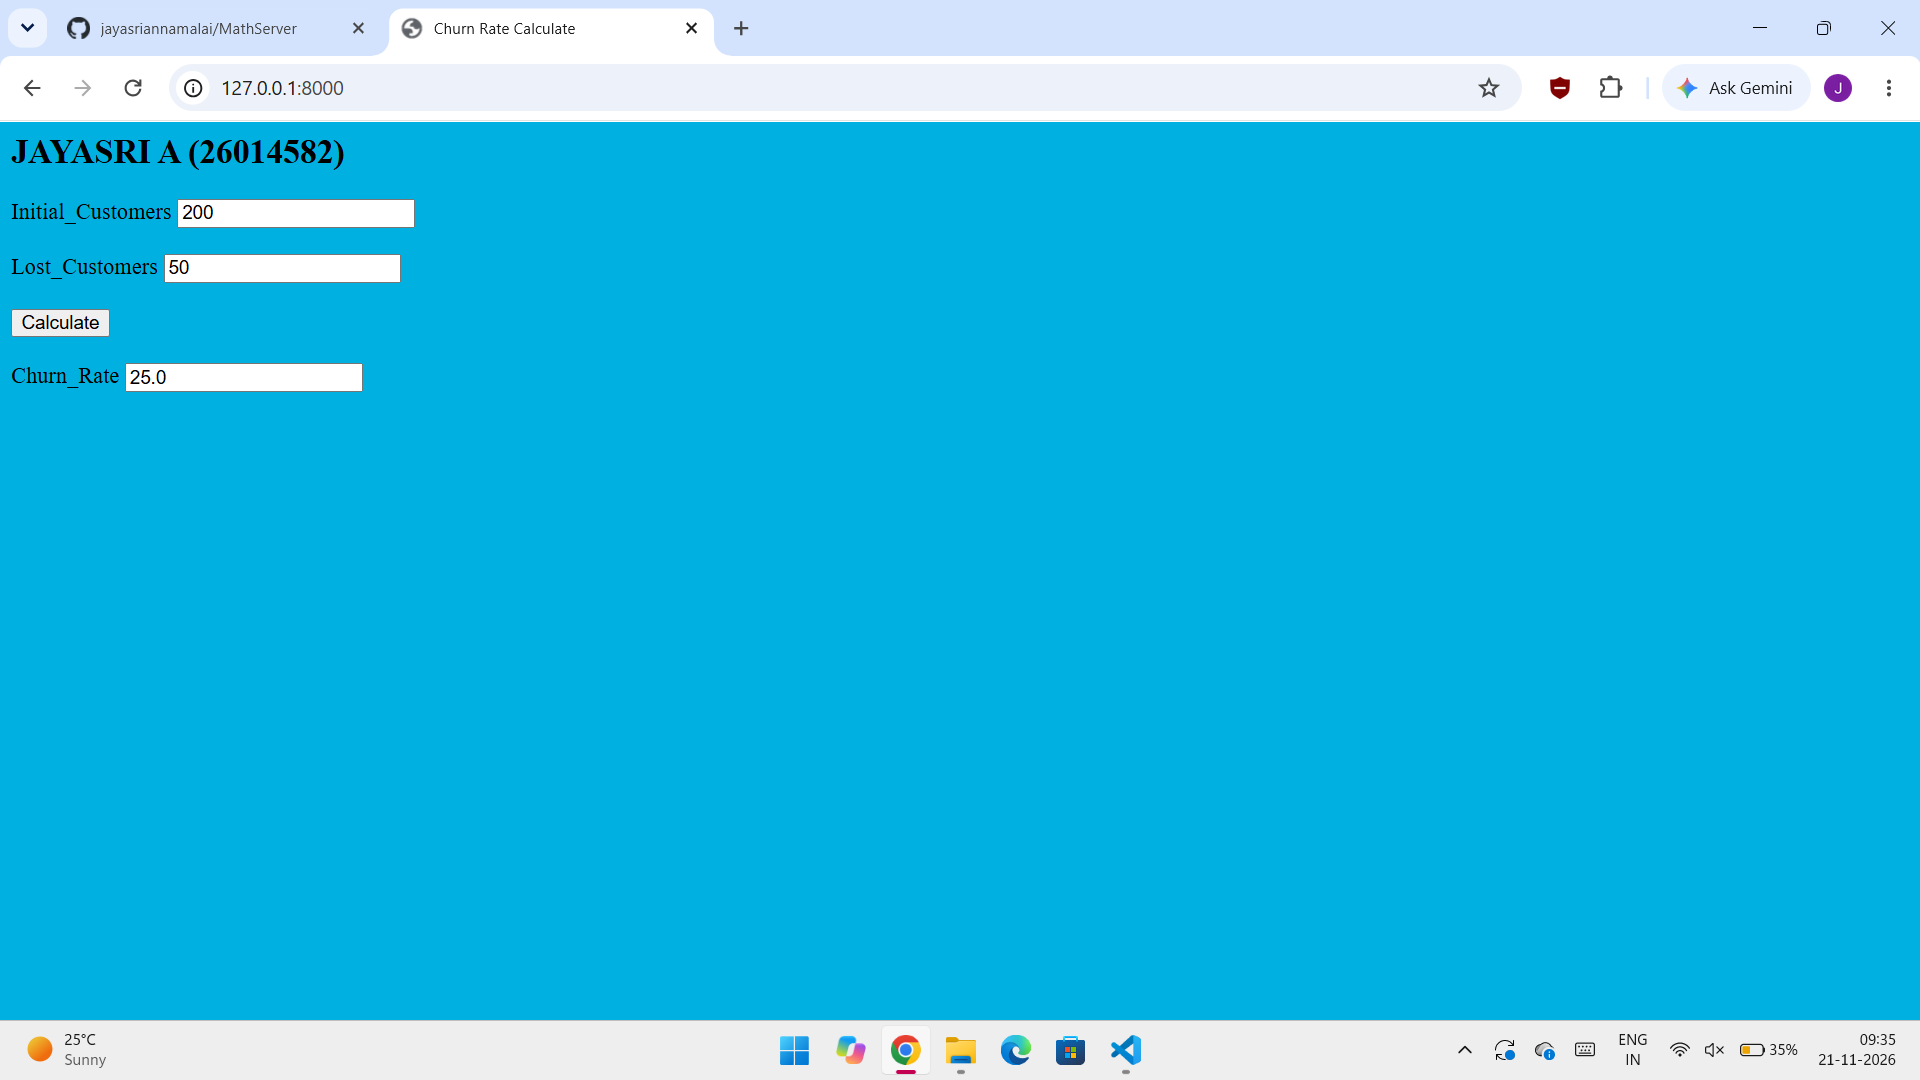 jayasriannamalai/MathServer
Churn Rate Calculate
127.0.0.1:8000
Ask Gemini
J
JAYASRI A (26014582)
Initial_Customers 200
Lost_Customers 50
Calculate
Churn_Rate 25.0
25°C
Sunny
ENG
IN
35%
09:35
21-11-2026